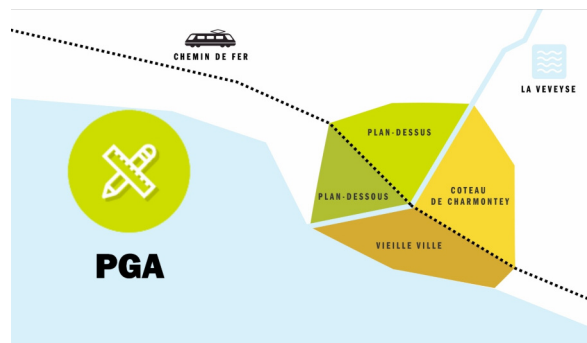 CHEMIN DE FER
LA VEVEYSE
PLAN-DESSUS
PLAN-DESSOUS
COTEAU
DE CHARMONTEY
VIEILLE VILLE
PGA